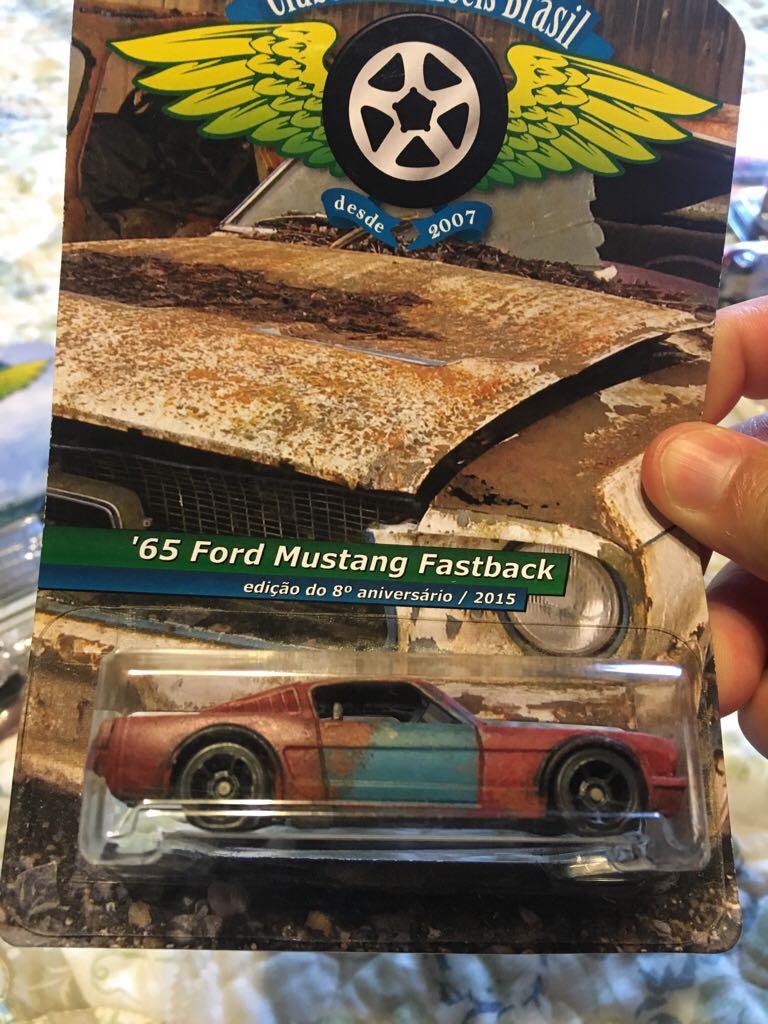 Brasil
desde 2007
'65 Ford Mustang Fastback
edição do 8º aniversário / 2015